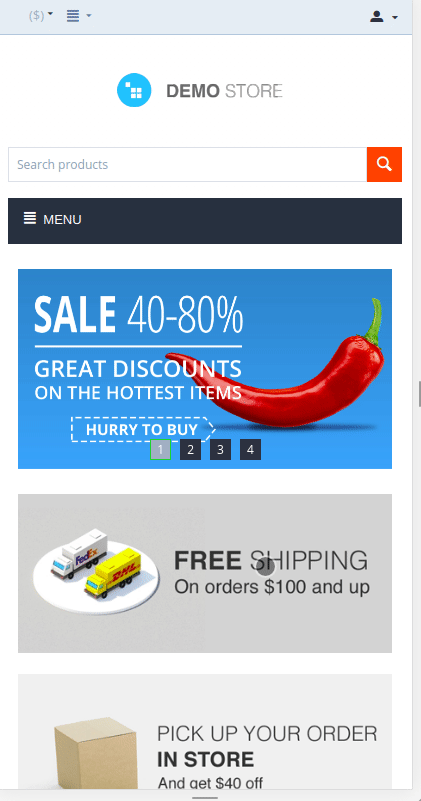 ($)
DEMO STORE
Search products
MENU
SALE 40-80%
GREAT DISCOUNTS
ON THE HOTTEST ITEMS
HURRY TO BUY
1 2 3 4
FedEx
DHL
FREE SHIPPING
On orders $100 and up
PICK UP YOUR ORDER
IN STORE
And get $40 off